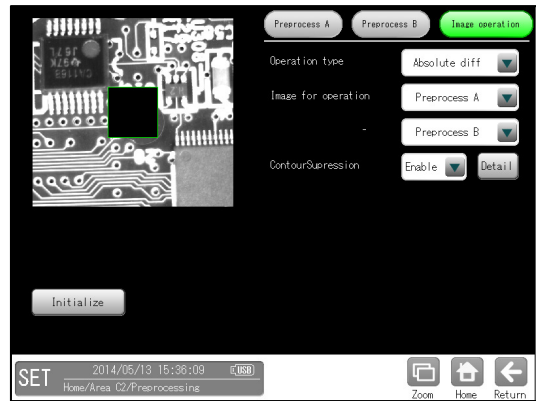 Preprocess A
Preprocess B
Image operation
Operation type
Absolute diff
Image for operation
Preprocess A
-
Preprocess B
ContourSupression
Enable
Detail
Initialize
SET
2014/05/13 15:36:09
USB
Home/Area C2/Preprocessing
Zoom
Home
Return